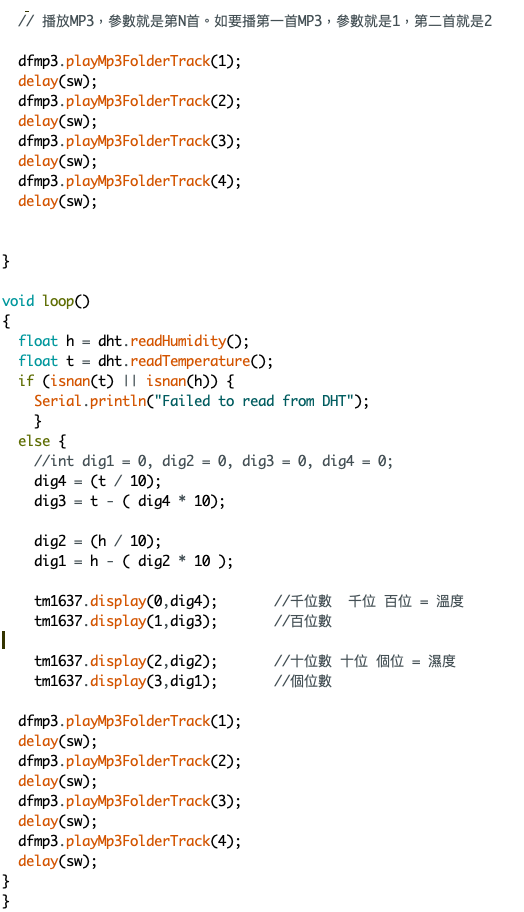 // 播放MP3，參數就是第N首。如要播第一首MP3，參數就是1，第二首就是2
dfmp3.playMp3FolderTrack(1);
delay(sw);
dfmp3.playMp3FolderTrack(2);
delay(sw);
dfmp3.playMp3FolderTrack(3);
delay(sw);
dfmp3.playMp3FolderTrack(4);
delay(sw);
}
void loop()
{
float h = dht.readHumidity();
float t = dht.readTemperature();
if (isnan(t) || isnan(h)) {
Serial.println("Failed to read from DHT");
}
else {
//int dig1 = 0, dig2 = 0, dig3 = 0, dig4 = 0;
dig4 = (t / 10);
dig3 = t - ( dig4 * 10);
dig2 = (h / 10);
dig1 = h - ( dig2 * 10 );
tm1637.display(0,dig4); //千位數 千位 百位 = 溫度
tm1637.display(1,dig3); //百位數
tm1637.display(2,dig2); //十位數 十位 個位 = 濕度
tm1637.display(3,dig1); //個位數
dfmp3.playMp3FolderTrack(1);
delay(sw);
dfmp3.playMp3FolderTrack(2);
delay(sw);
dfmp3.playMp3FolderTrack(3);
delay(sw);
dfmp3.playMp3FolderTrack(4);
delay(sw);
}
}